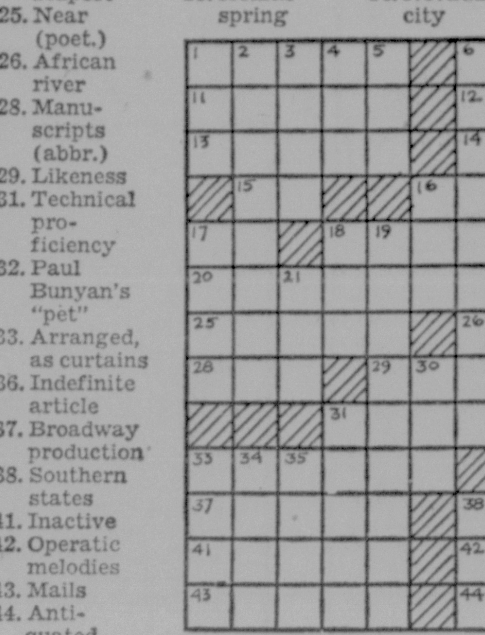 spring
city
25. Near
(poet.)
26. African
river
28. Manu-
scripts
(abbr.)
29. Likeness
31. Technical
pro-
ficiency
32. Paul
Bunyan's
"pet"
33. Arranged,
as curtains
36. Indefinite
article
37. Broadway
production
38. Southern
states
41. Inactive
42. Operatic
melodies
43. Mails
44. Anti-
quated
1 2 3 4 5 6
11 12
13 14
15 16
17 18 19
20 21
25 26
28 29 30
31
33 34 35
37 38
41 42
43 44